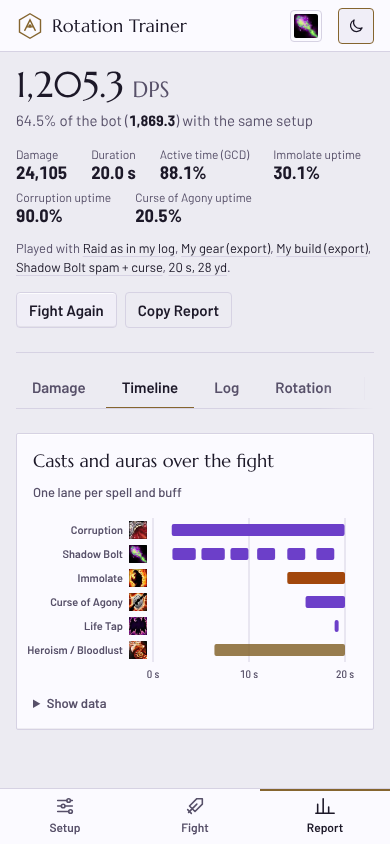 Rotation Trainer
1,205.3 DPS
64.5% of the bot (1,869.3) with the same setup
Damage Duration Active time (GCD) Immolate uptime
24,105 20.0 s 88.1% 30.1%
Corruption uptime Curse of Agony uptime
90.0% 20.5%
Played with Raid as in my log, My gear (export), My build (export),
Shadow Bolt spam + curse, 20 s, 28 yd.
Fight Again Copy Report
Damage Timeline Log Rotation
Casts and auras over the fight
One lane per spell and buff
Corruption
Shadow Bolt
Immolate
Curse of Agony
Life Tap
Heroism / Bloodlust
0 s 10 s 20 s
Show data
Setup Fight Report